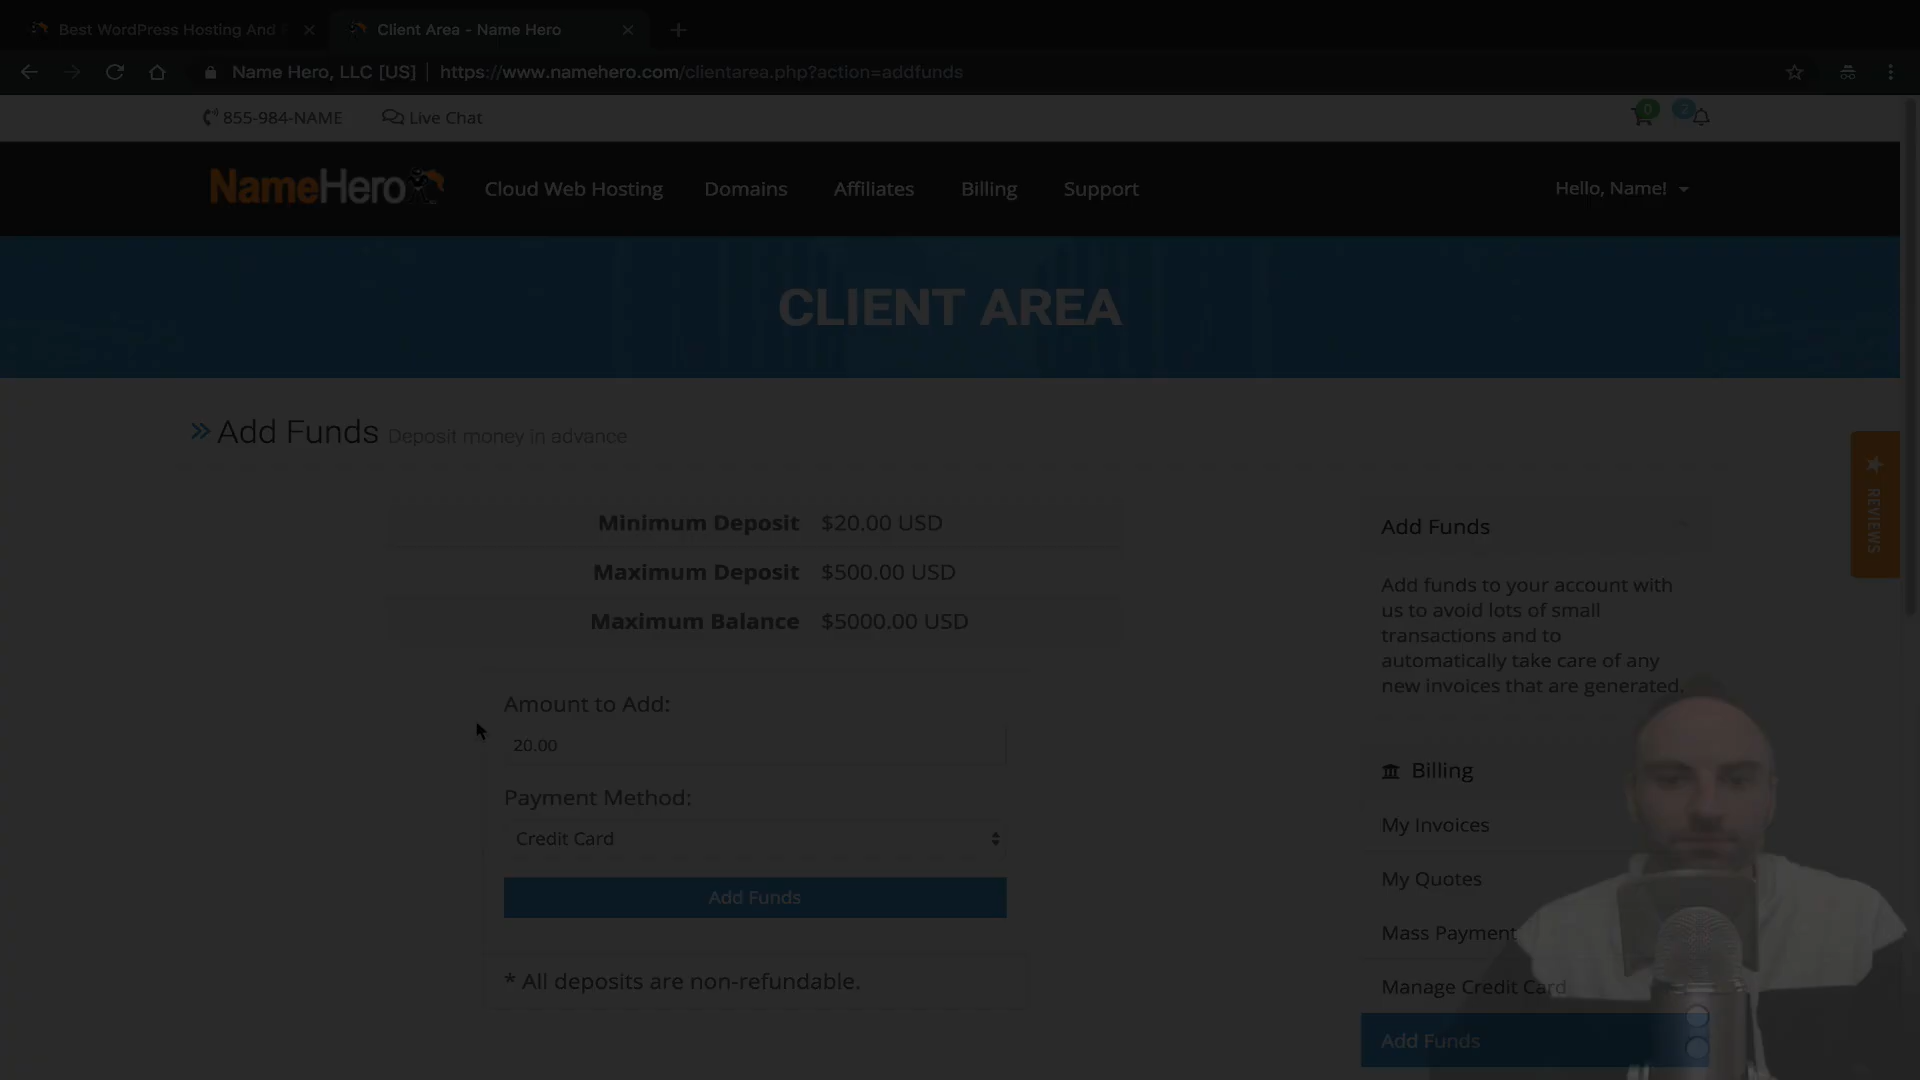 Best WordPress Hosting And
Client Area - Name Hero
Name Hero, LLC [US]
https://www.namehero.com/clientarea.php?action=addfunds
855-984-NAME
Live Chat
0
2
NameHero
Cloud Web Hosting
Domains
Affiliates
Billing
Support
Hello, Name!
CLIENT AREA
» Add Funds Deposit money in advance
Minimum Deposit $20.00 USD
Maximum Deposit $500.00 USD
Maximum Balance $5000.00 USD
Amount to Add:
20.00
Payment Method:
Credit Card
Add Funds
* All deposits are non-refundable.
Add Funds
Add funds to your account with
us to avoid lots of small
transactions and to
automatically take care of any
new invoices that are generated.
Billing
My Invoices
My Quotes
Mass Payment
Manage Credit Card
Add Funds
REVIEWS